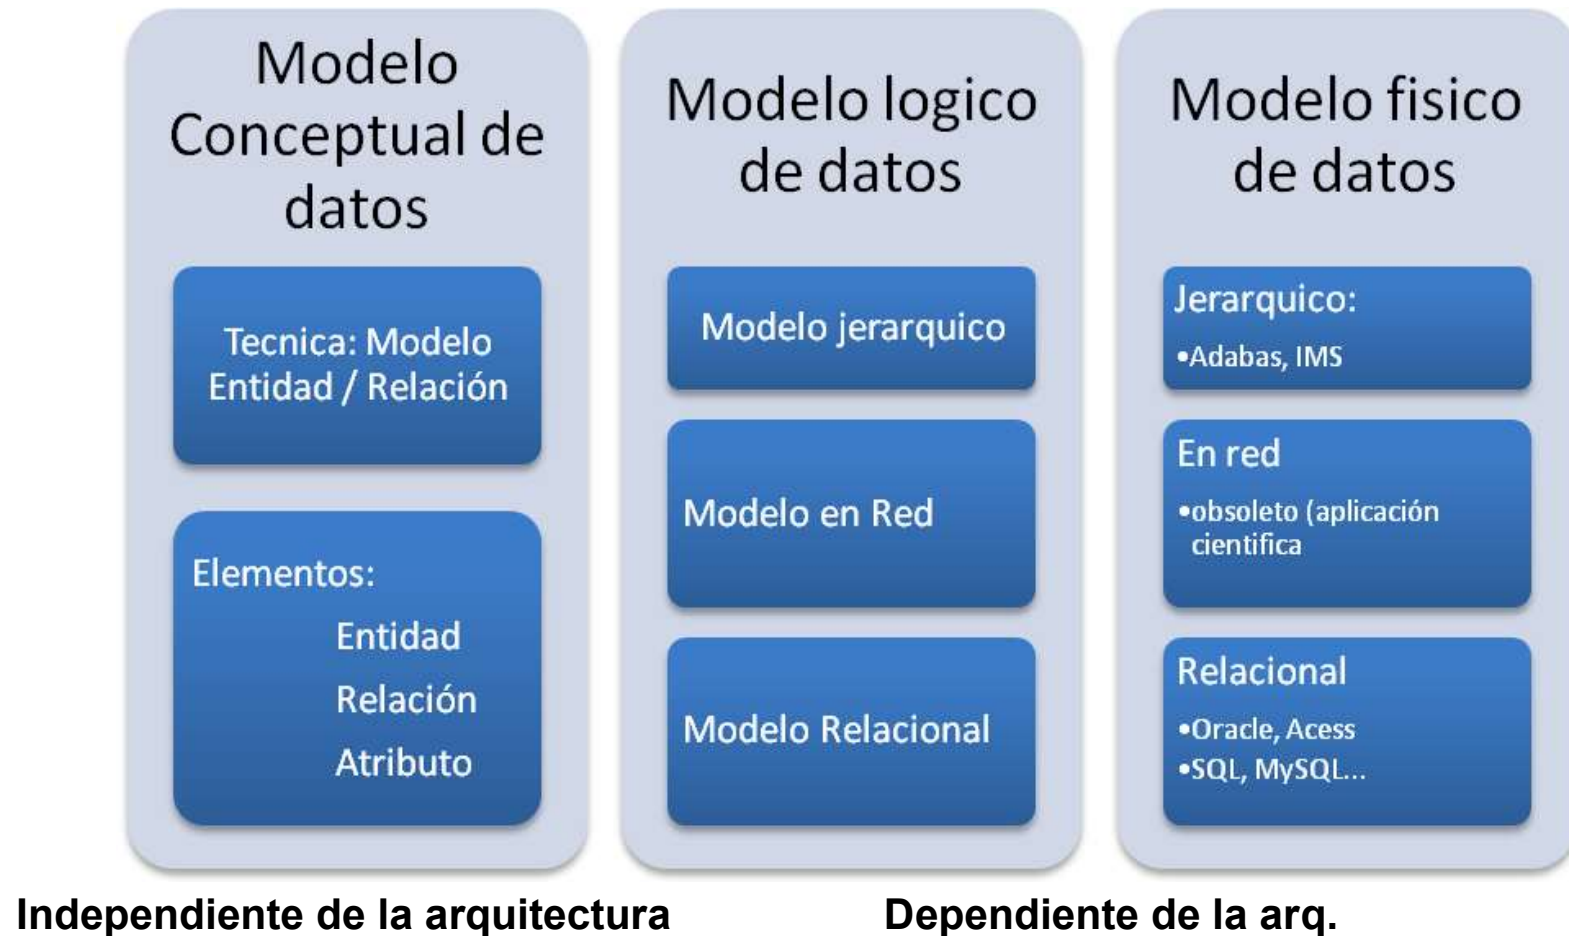 Modelo
Conceptual de
datos
Tecnica: Modelo
Entidad / Relación
Elementos:
Entidad
Relación
Atributo
Modelo logico
de datos
Modelo jerarquico
Modelo en Red
Modelo Relacional
Modelo fisico
de datos
Jerarquico:
•Adabas, IMS
En red
•obsoleto (aplicación
cientifica
Relacional
•Oracle, Acess
•SQL, MySQL...
Independiente de la arquitectura
Dependiente de la arq.